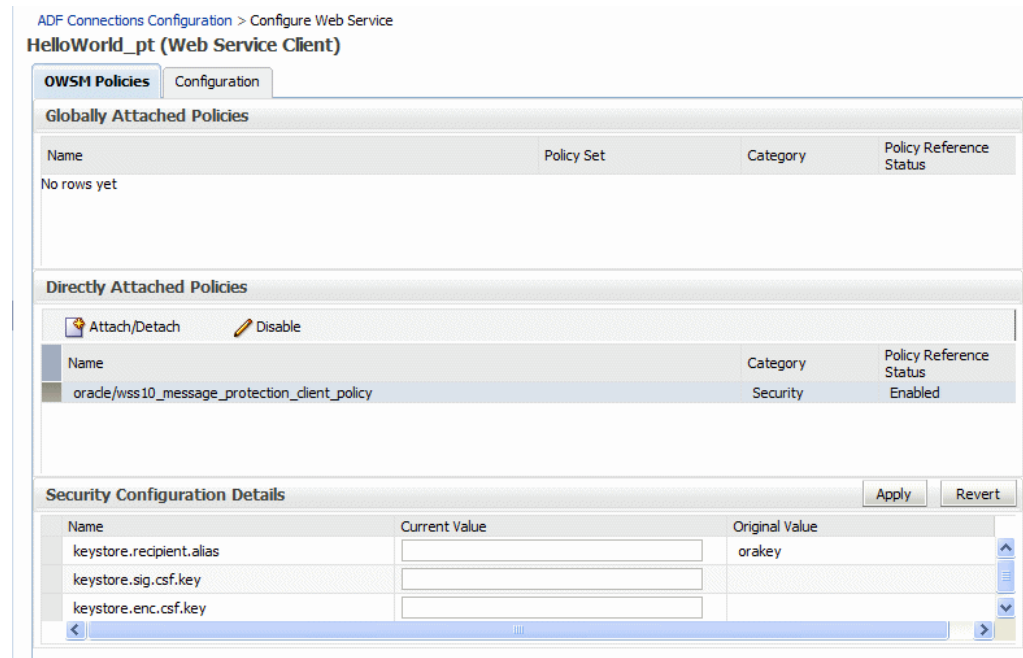 ADF Connections Configuration > Configure Web Service
HelloWorld_pt (Web Service Client)
OWSM Policies Configuration
Globally Attached Policies
Name Policy Set Category Policy Reference Status
No rows yet
Directly Attached Policies
Attach/Detach Disable
Name Category Policy Reference Status
oracle/wss10_message_protection_client_policy Security Enabled
Security Configuration Details Apply Revert
Name Current Value Original Value
keystore.recipient.alias orakey
keystore.sig.csf.key
keystore.enc.csf.key